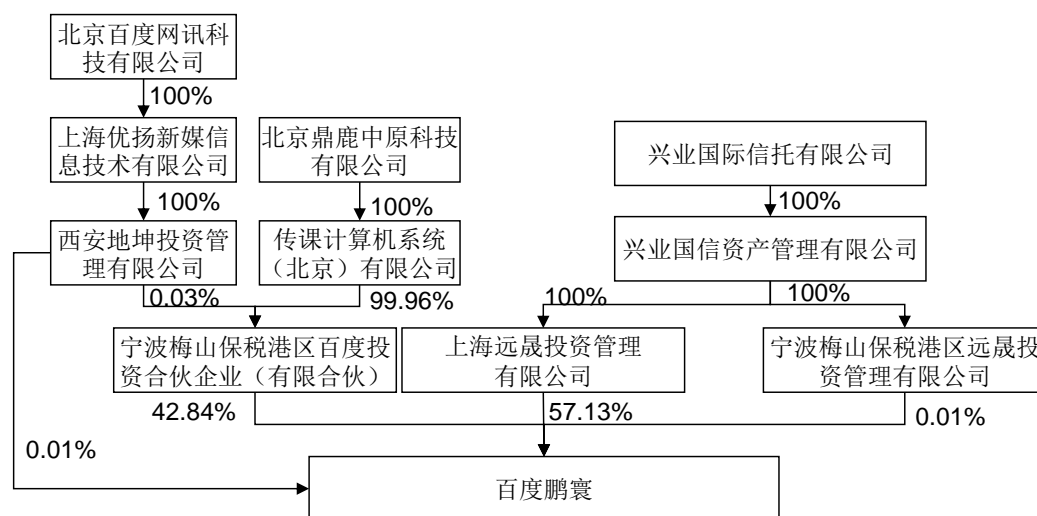 北京百度网讯科
技有限公司
100%
上海优扬新媒信
息技术有限公司
北京鼎鹿中原科技
有限公司
兴业国际信托有限公司
100%
100%
100%
西安地坤投资管
理有限公司
传课计算机系统
（北京）有限公司
兴业国信资产管理有限公司
0.03%
99.96%
100%
100%
宁波梅山保税港区百度投
资合伙企业（有限合伙）
上海远晟投资管理
有限公司
宁波梅山保税港区远晟投
资管理有限公司
42.84%
57.13%
0.01%
0.01%
百度鹏寰